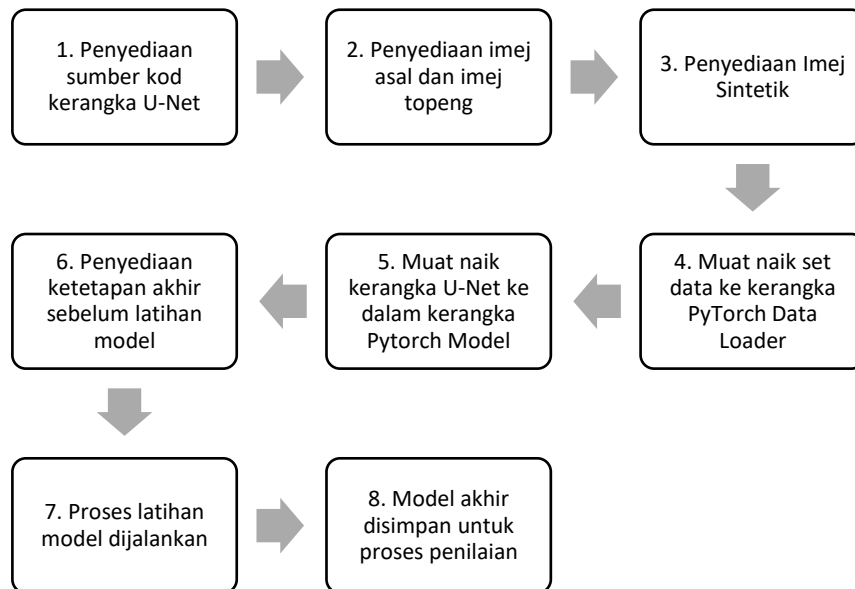 1. Penyediaan
sumber kod
kerangka U-Net
2. Penyediaan imej
asal dan imej
topeng
3. Penyediaan Imej
Sintetik
4. Muat naik set
data ke kerangka
PyTorch Data
Loader
5. Muat naik
kerangka U-Net ke
dalam kerangka
Pytorch Model
6. Penyediaan
ketetapan akhir
sebelum latihan
model
7. Proses latihan
model dijalankan
8. Model akhir
disimpan untuk
proses penilaian